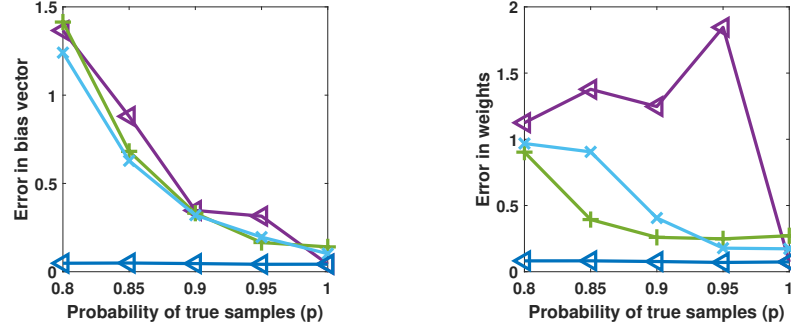 Error in bias vector
1.5
1
0.5
0
0.8 0.85 0.9 0.95 1
Probability of true samples (p)
Error in weights
2
1.5
1
0.5
0
0.8 0.85 0.9 0.95 1
Probability of true samples (p)